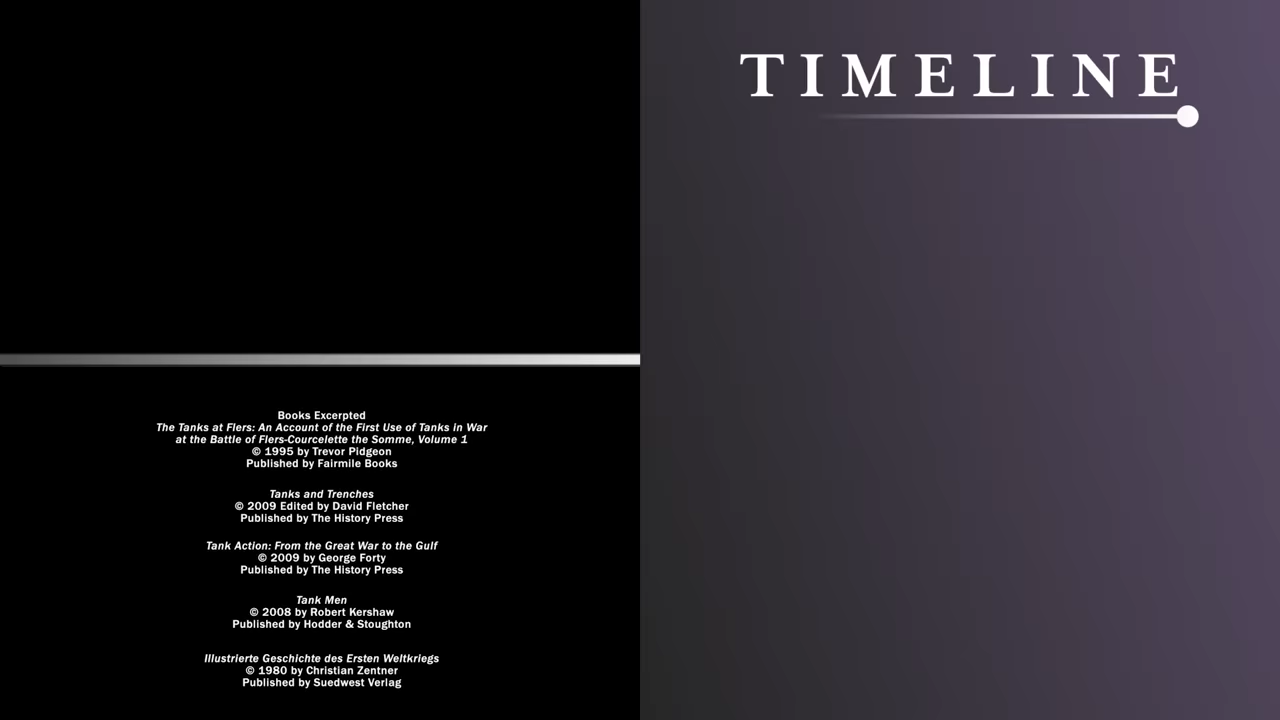 Books Excerpted
The Tanks at Flers: An Account of the First Use of Tanks in War
at the Battle of Flers-Courcelette the Somme, Volume 1
© 1995 by Trevor Pidgeon
Published by Fairmile Books
Tanks and Trenches
© 2009 Edited by David Fletcher
Published by The History Press
Tank Action: From the Great War to the Gulf
© 2009 by George Forty
Published by The History Press
Tank Men
© 2008 by Robert Kershaw
Published by Hodder & Stoughton
Illustrierte Geschichte des Ersten Weltkriegs
© 1980 by Christian Zentner
Published by Suedwest Verlag
TIMELINE